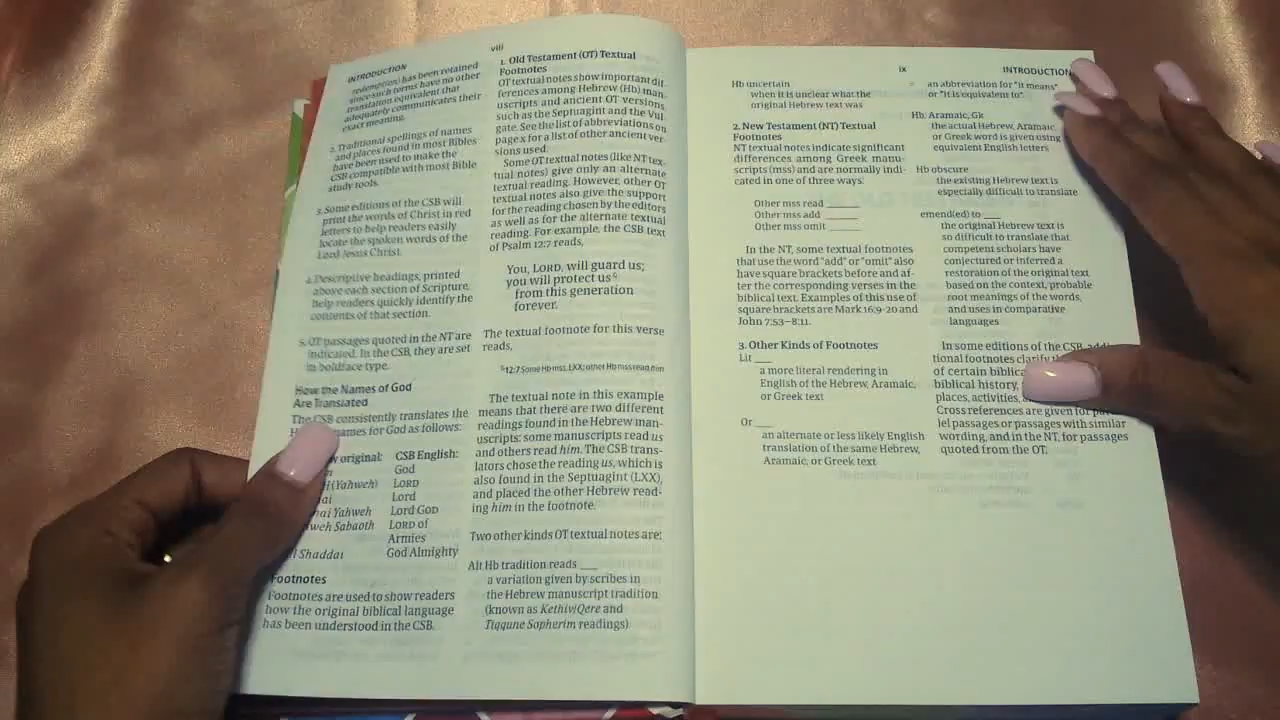 viii
INTRODUCTION
redemption) has been retained
since such terms have no other
translation equivalent that
adequately communicates their
exact meaning.
2. Traditional spellings of names
and places found in most Bibles
have been used to make the
CSB compatible with most Bible
study tools.
3. Some editions of the CSB will
print the words of Christ in red
letters to help readers easily
locate the spoken words of the
Lord Jesus Christ.
4. Descriptive headings, printed
above each section of Scripture,
help readers quickly identify the
contents of that section.
5. OT passages quoted in the NT are
indicated. In the CSB, they are set
in boldface type.
How the Names of God
Are Translated
The CSB consistently translates the
names for God as follows:
original: CSB English:
God
(Yahweh) LORD
Lord
Yahweh Lord God
Sabaoth LORD of
Armies
Shaddai God Almighty
Footnotes
Footnotes are used to show readers
how the original biblical language
has been understood in the CSB.
1. Old Testament (OT) Textual
Footnotes
OT textual notes show important dif-
ferences among Hebrew (Hb) man-
uscripts and ancient OT versions,
such as the Septuagint and the Vul
gate. See the list of abbreviations on
page x for a list of other ancient ver-
sions used.
Some OT textual notes (like NT tex-
tual notes) give only an alternate
textual reading. However, other OT
textual notes also give the support
for the reading chosen by the editors
as well as for the alternate textual
reading. For example, the CSB text
of Psalm 12:7 reads,
You, LORD, will guard us;
you will protect us
from this generation
forever.
The textual footnote for this verse
reads,
12:7 Some Hb mss, LXX; other Hb mss read him
The textual note in this example
means that there are two different
readings found in the Hebrew man-
uscripts: some manuscripts read us
and others read him. The CSB trans-
lators chose the reading us, which is
also found in the Septuagint (LXX),
and placed the other Hebrew read-
ing him in the footnote.
Two other kinds OT textual notes are:
Alt Hb tradition reads ___
a variation given by scribes in
the Hebrew manuscript tradition
(known as Kethiv/Qere and
Tiqqune Sopherim readings)
ix
INTRODUCTION
Hb uncertain
when it is unclear what the
original Hebrew text was
2. New Testament (NT) Textual
Footnotes
NT textual notes indicate significant
differences among Greek manu-
scripts (mss) and are normally indi-
cated in one of three ways:
Other mss read ______
Other mss add ______
Other mss omit ______
In the NT, some textual footnotes
that use the word "add" or "omit" also
have square brackets before and af-
ter the corresponding verses in the
biblical text. Examples of this use of
square brackets are Mark 16:9-20 and
John 7:53–8:11.
3. Other Kinds of Footnotes
Lit ___
a more literal rendering in
English of the Hebrew, Aramaic,
or Greek text
Or ___
an alternate or less likely English
translation of the same Hebrew,
Aramaic, or Greek text
= an abbreviation for "it means"
or "it is equivalent to"
Hb, Aramaic, Gk
the actual Hebrew, Aramaic,
or Greek word is given using
equivalent English letters
Hb obscure
the existing Hebrew text is
especially difficult to translate
emend(ed) to ___
the original Hebrew text is
so difficult to translate that
competent scholars have
conjectured or inferred a
restoration of the original text
based on the context, probable
root meanings of the words,
and uses in comparative
languages
In some editions of the CSB, addi-
tional footnotes clarify
of certain
biblical history,
places, activities,
Cross references are given for
lel passages or passages with similar
wording, and in the NT, for passages
quoted from the OT.